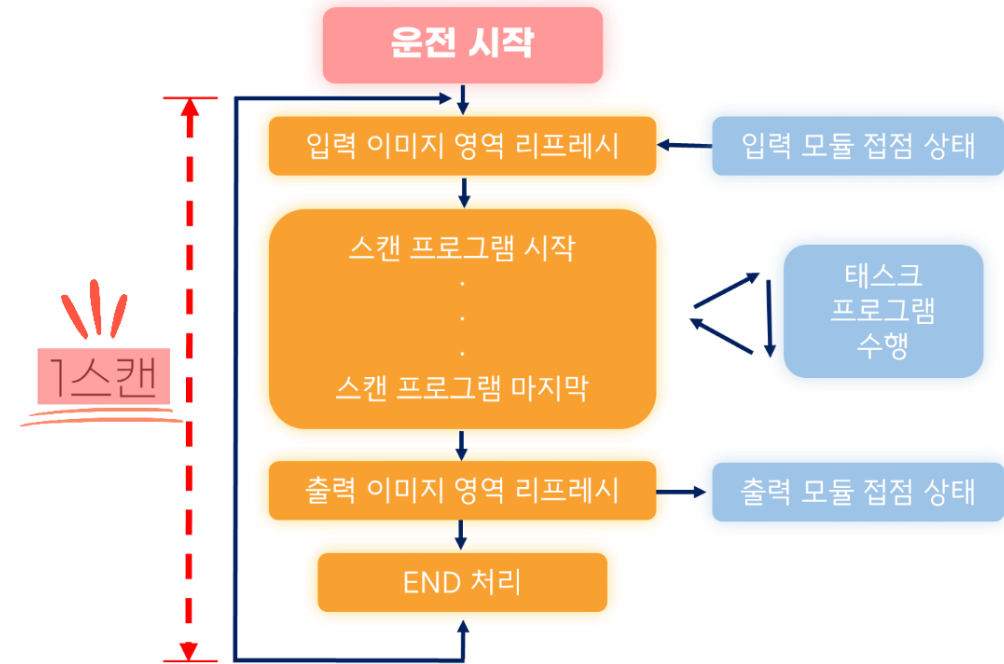 운전 시작
입력 이미지 영역 리프레시
입력 모듈 접점 상태
스캔 프로그램 시작
.
.
.
스캔 프로그램 마지막
태스크
프로그램
수행
1스캔
출력 이미지 영역 리프레시
출력 모듈 접점 상태
END 처리